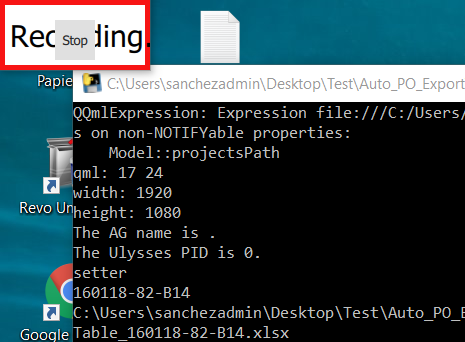 Rec ding.
Stop
Papie
C:\Users\sanchezadmin\Desktop\Test\Auto_PO_Export
QQmlExpression: Expression file:///C:/Users/
s on non-NOTIFYable properties:
Model::projectsPath
qml: 17 24
width: 1920
Revo Un
height: 1080
The AG name is .
The Ulysses PID is 0.
setter
160118-82-B14
C:\Users\sanchezadmin\Desktop\Test\Auto_PO_E
Google
Table_160118-82-B14.xlsx